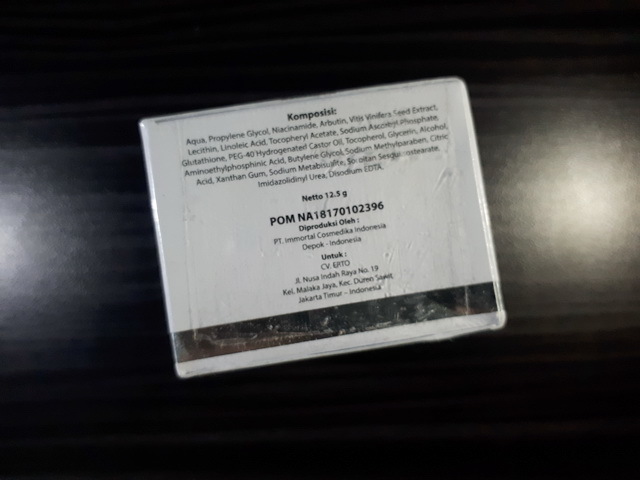 Komposisi:
Aqua, Propylene Glycol, Niacinamide, Arbutin, Vitis Vinifera Seed Extract,
Lecithin, Linoleic Acid, Tocopheryl Acetate, Sodium Ascorbyl Phosphate,
Glutathione, PEG-40 Hydrogenated Castor Oil, Tocopherol, Glycerin, Alcohol,
Aminoethylphosphinic Acid, Butylene Glycol, Sodium Methylparaben, Citric
Acid, Xanthan Gum, Sodium Metabisulfite, Sorbitan
Imidazolidinyl Urea, Disodium EDTA.
Netto 12.5 g
POM NA18170102396
Diproduksi Oleh :
PT. Immortal Cosmedika Indonesia
Depok - Indonesia
Untuk :
CV. ERTO
Jl. Nusa Indah Raya No. 19
Kel. Malaka Jaya, Kec. Duren Sawit,
Jakarta Timur – Indonesia